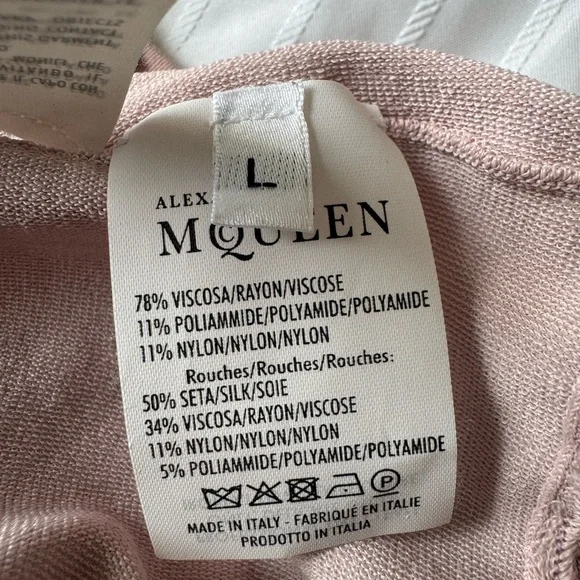 L
ALEX
McQUEEN
78% VISCOSA/RAYON/VISCOSE
11% POLIAMMIDE/POLYAMIDE/POLYAMIDE
11% NYLON/NYLON/NYLON
Rouches/Rouches/Rouches:
50% SETA/SILK/SOIE
34% VISCOSA/RAYON/VISCOSE
11% NYLON/NYLON/NYLON
5% POLIAMMIDE/POLYAMIDE/POLYAMIDE
MADE IN ITALY - FABRIQUÉ EN ITALIE
PRODOTTO IN ITALIA